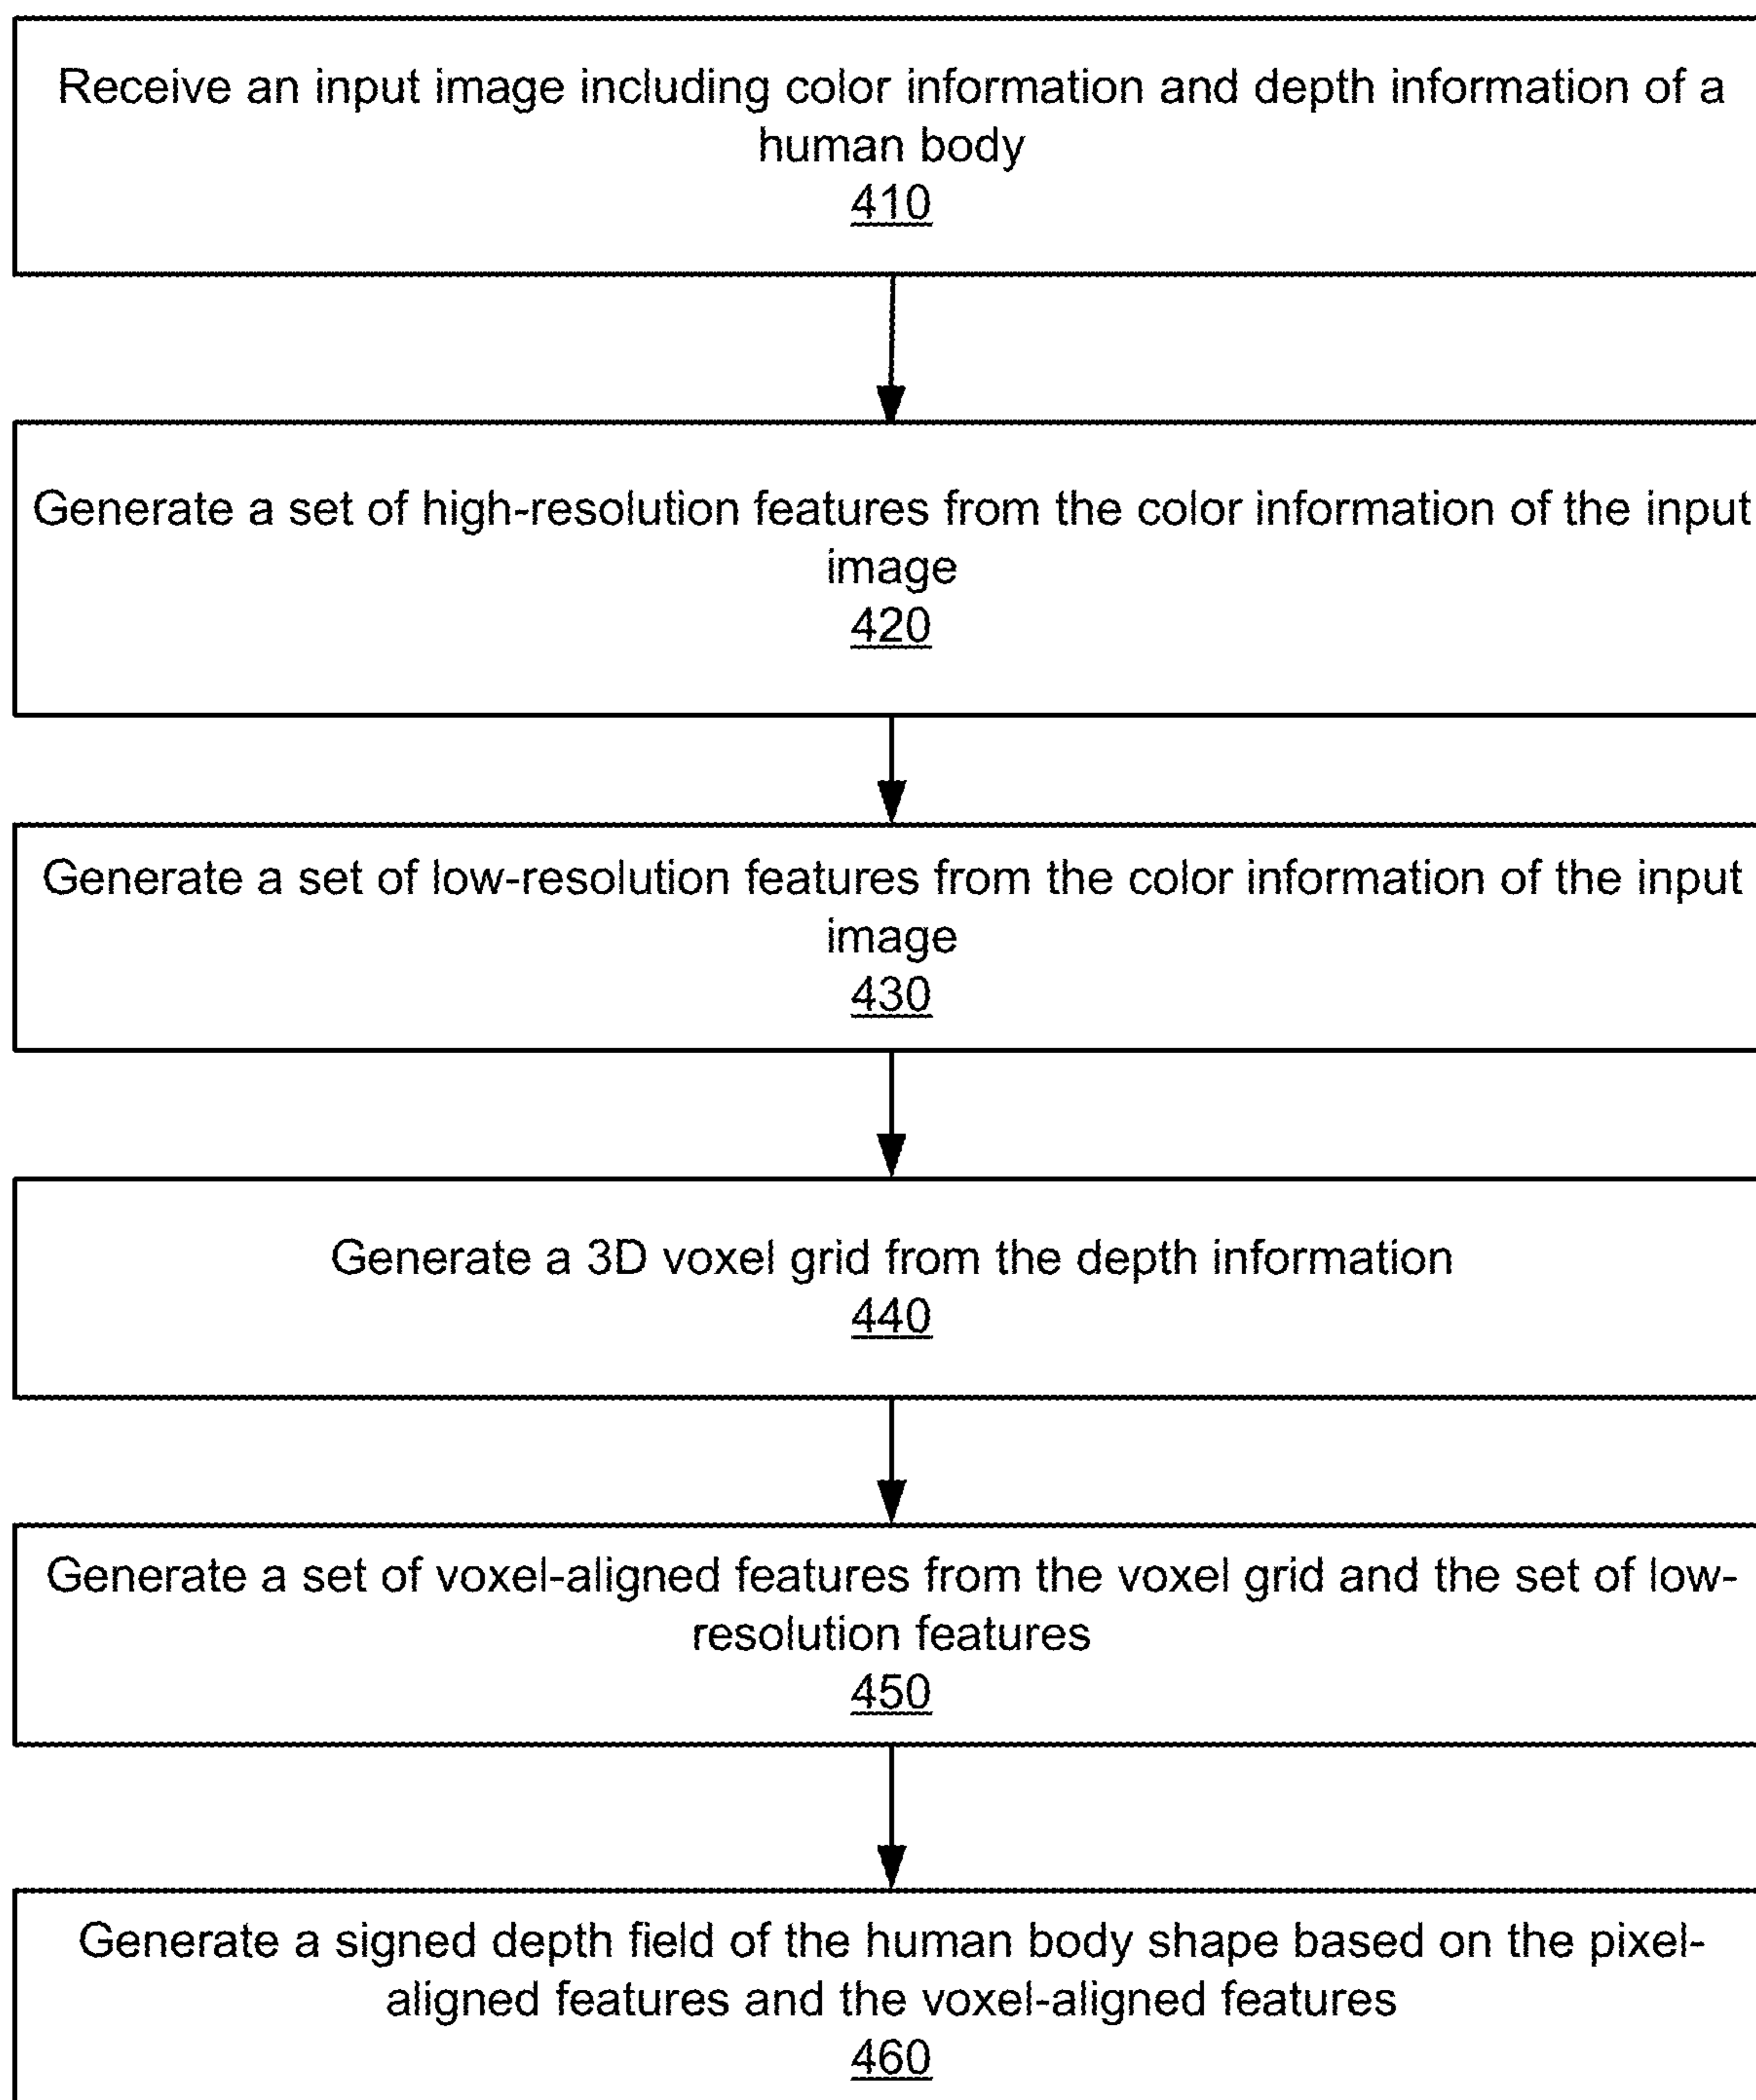 Receive an input image including color information and depth information of a
human body
410
Generate a set of high-resolution features from the color information of the input
image
420
Generate a set of low-resolution features from the color information of the input
image
430
Generate a 3D voxel grid from the depth information
440
Generate a set of voxel-aligned features from the voxel grid and the set of low-
resolution features
450
Generate a signed depth field of the human body shape based on the pixel-
aligned features and the voxel-aligned features
460